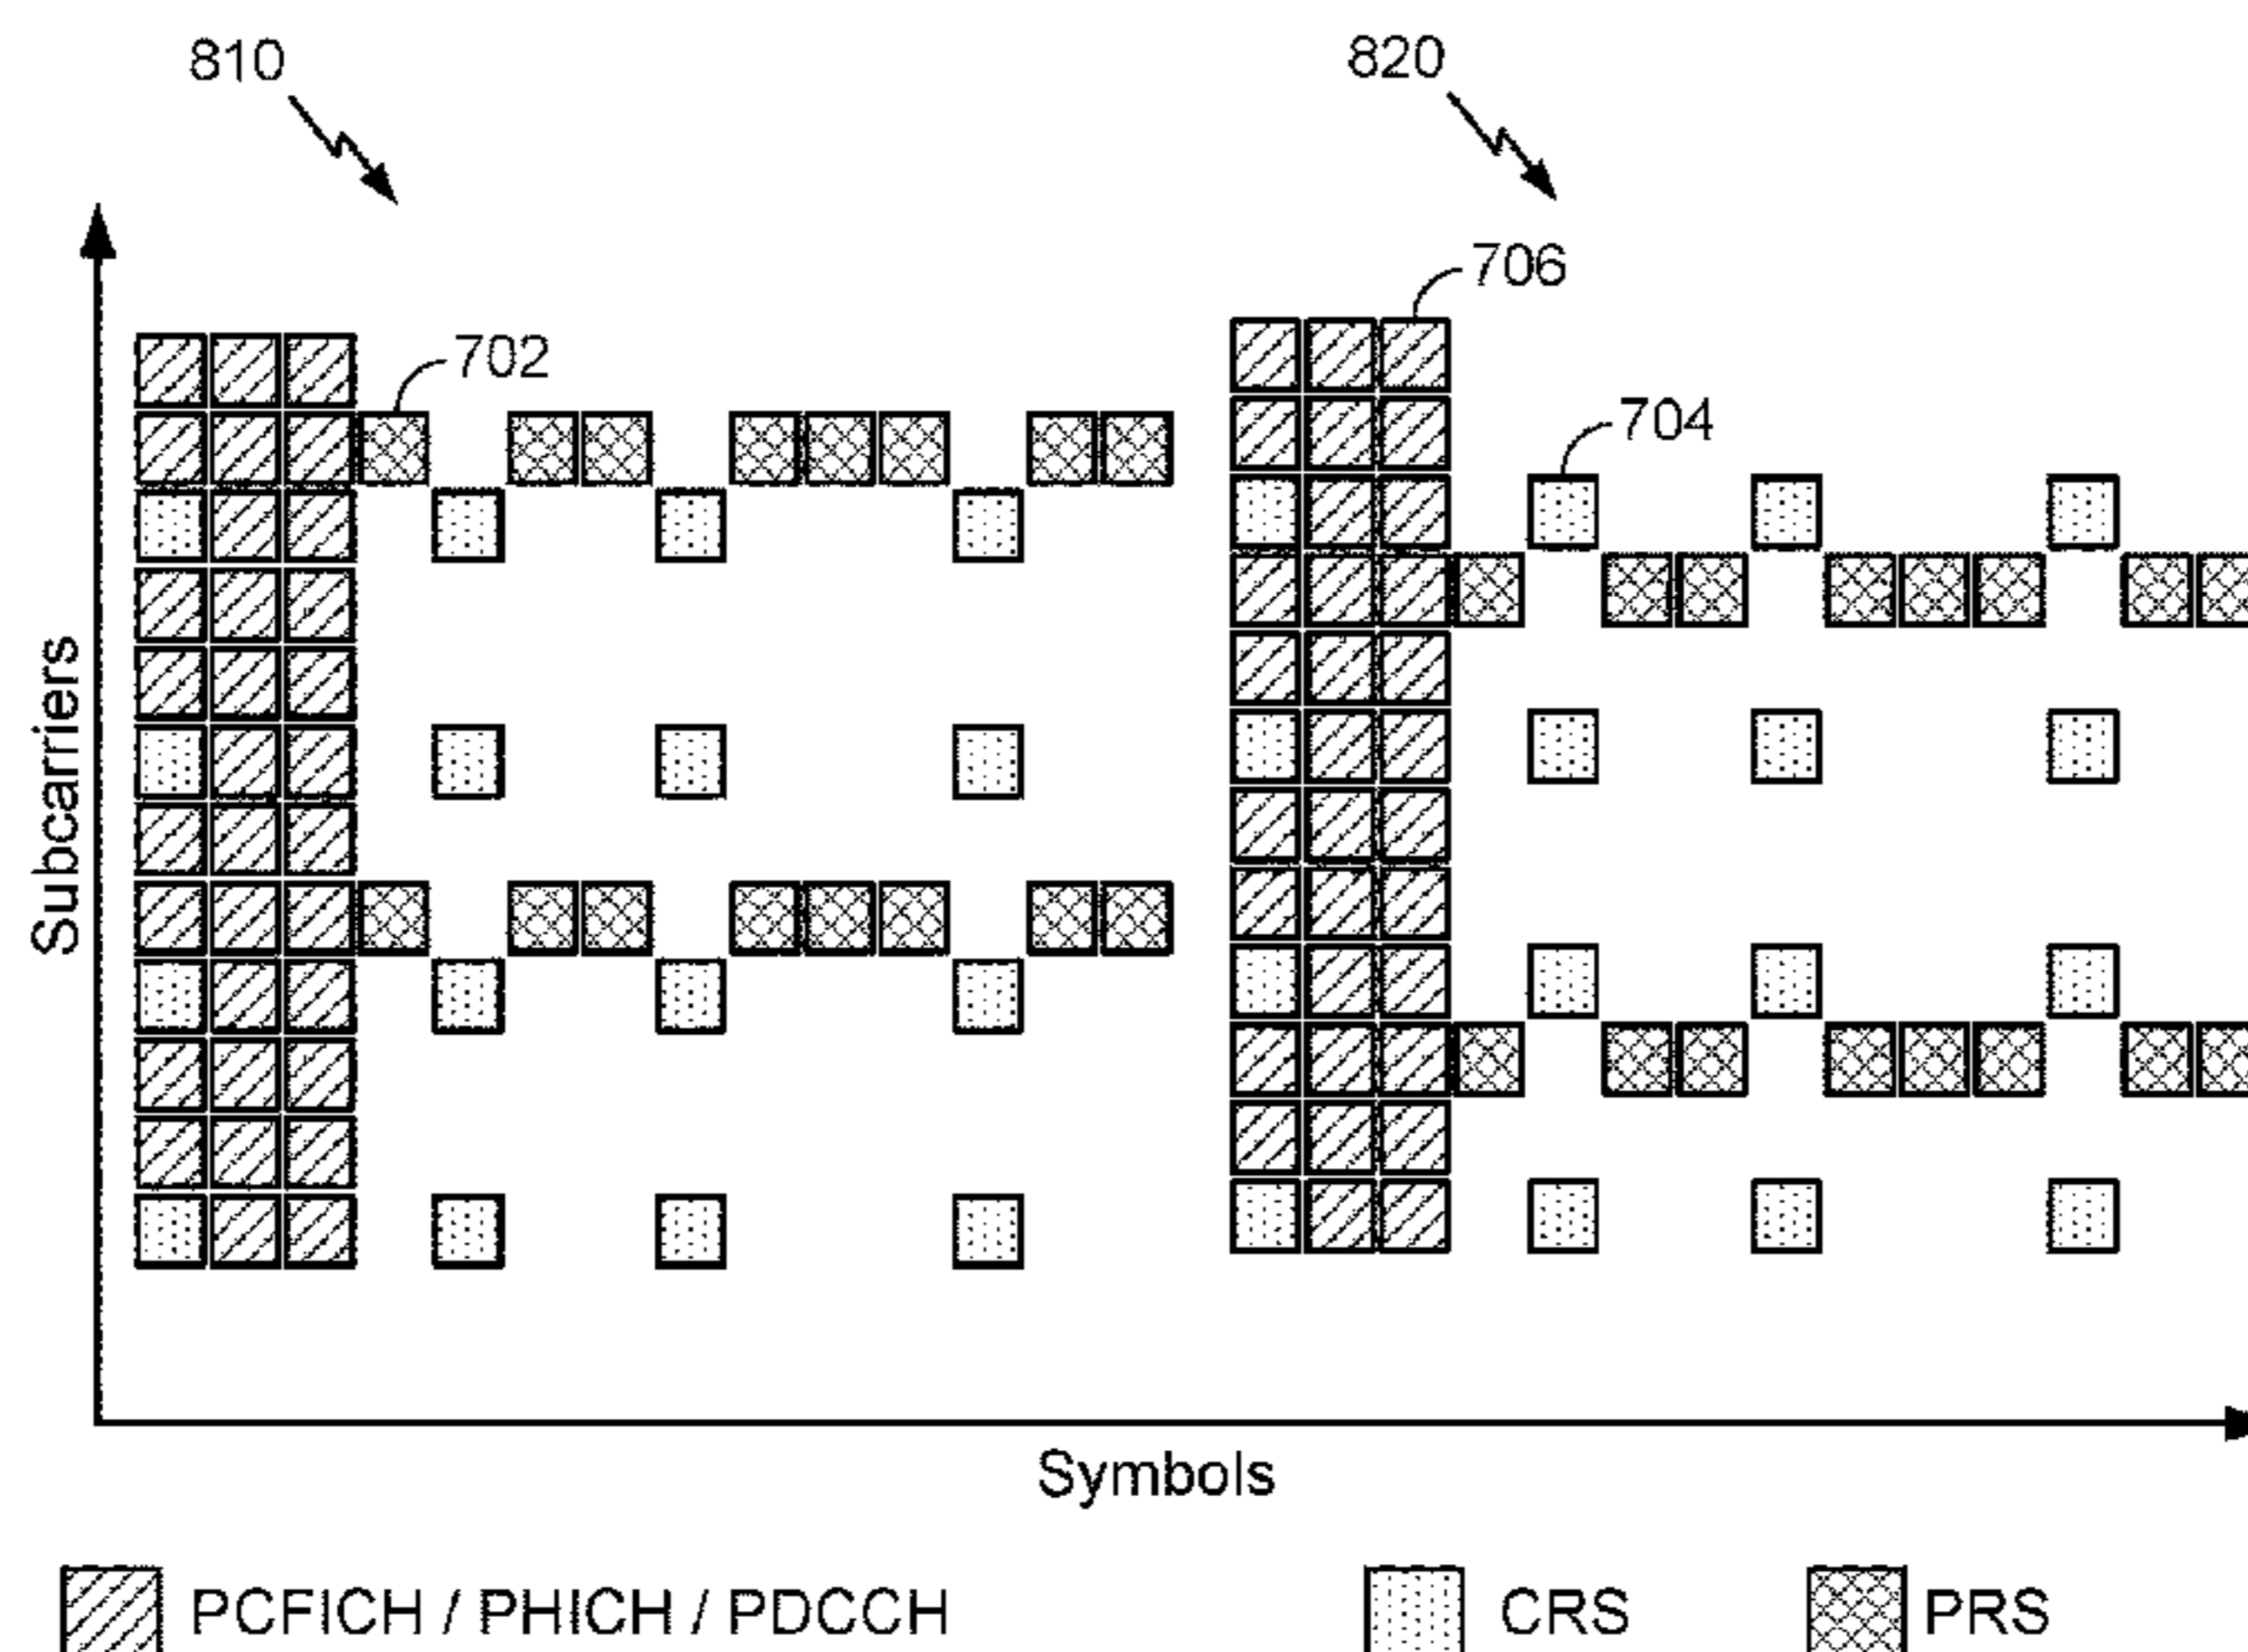 810
820
706
702
704
Subcarriers
Symbols
PCFICH / PHICH / PDCCH
CRS
PRS